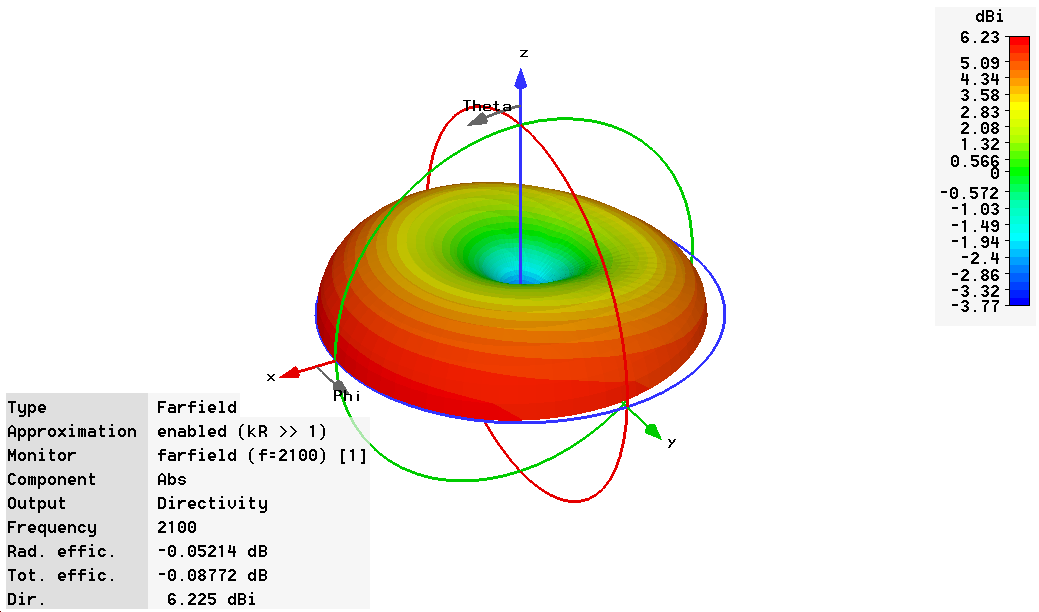 dBi
6.23
5.09
4.34
3.58
2.83
2.08
1.32
0.566
0
-0.572
-1.03
-1.49
-1.94
-2.4
-2.86
-3.32
-3.77
z
Theta
x
Phi
y
Type Farfield
Approximation enabled (kR >> 1)
Monitor farfield (f=2100) [1]
Component Abs
Output Directivity
Frequency 2100
Rad. effic. -0.05214 dB
Tot. effic. -0.08772 dB
Dir. 6.225 dBi